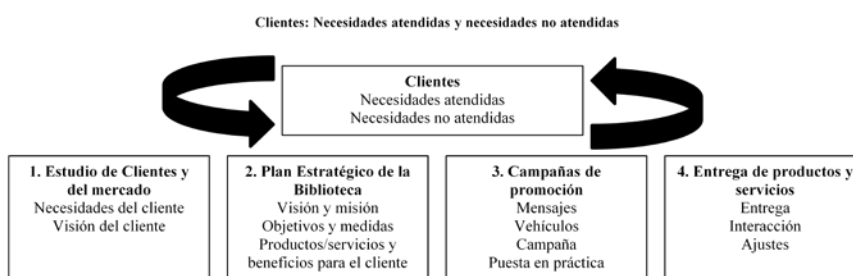 Clientes: Necesidades atendidas y necesidades no atendidas
Clientes
Necesidades atendidas
Necesidades no atendidas
1. Estudio de Clientes y
del mercado
Necesidades del cliente
Visión del cliente
2. Plan Estratégico de la
Biblioteca
Visión y misión
Objetivos y medidas
Productos/servicios y
beneficios para el cliente
3. Campañas de
promoción
Mensajes
Vehículos
Campaña
Puesta en práctica
4. Entrega de productos y
servicios
Entrega
Interacción
Ajustes